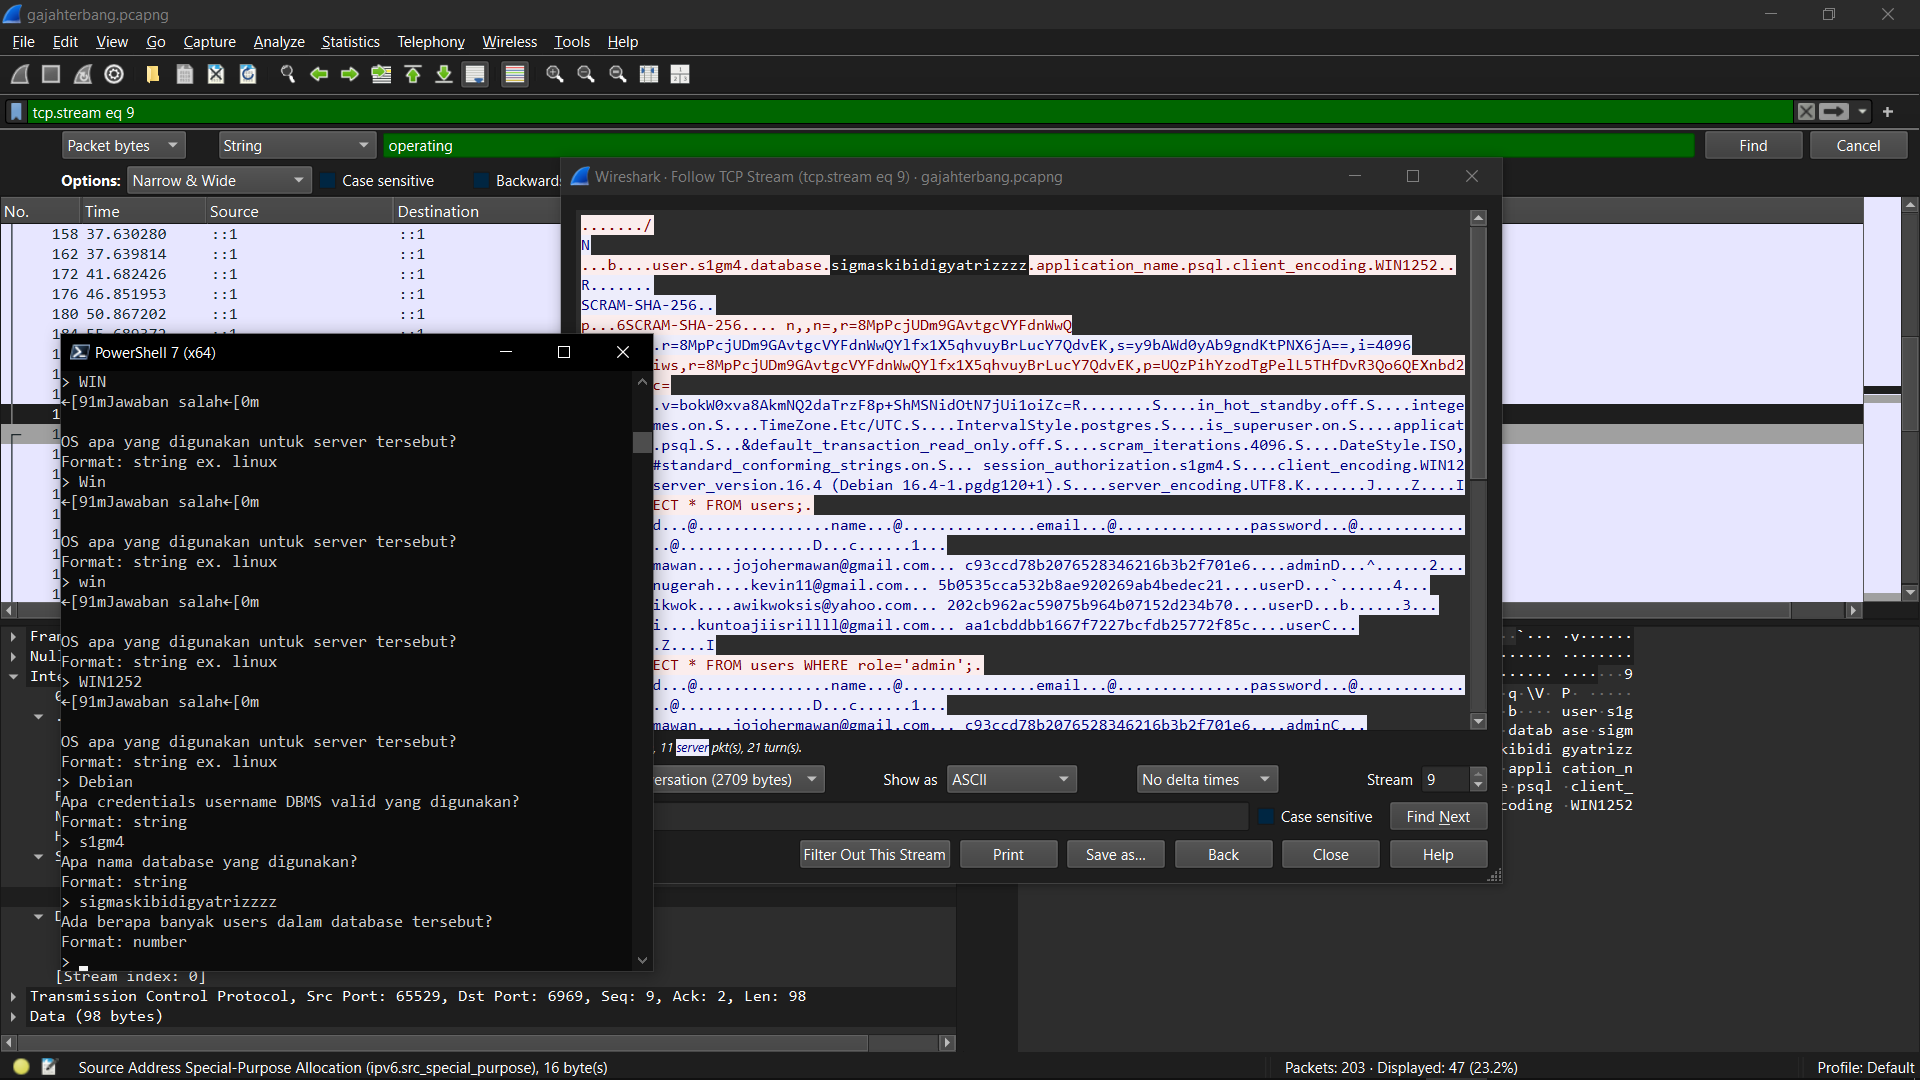 gajahterbang.pcapng
File Edit View Go Capture Analyze Statistics Telephony Wireless Tools Help
tcp.stream eq 9
Packet bytes String operating Find Cancel
Options: Narrow & Wide Case sensitive Backwards
No. Time Source Destination
158 37.630280 ::1 ::1
162 37.639814 ::1 ::1
172 41.682426 ::1 ::1
176 46.851953 ::1 ::1
180 50.867202 ::1 ::1
Wireshark · Follow TCP Stream (tcp.stream eq 9) · gajahterbang.pcapng
......./
N
...b....user.s1gm4.database.sigmaskibidigyatrizzzz.application_name.psql.client_encoding.WIN1252..
R.......
SCRAM-SHA-256..
p...6SCRAM-SHA-256.... n,,n=,r=8MpPcjUDm9GAvtgcVYFdnWwQ
.r=8MpPcjUDm9GAvtgcVYFdnWwQYlfx1X5qhvuyBrLucY7QdvEK,s=y9bAWd0yAb9gndKtPNX6jA==,i=4096
iws,r=8MpPcjUDm9GAvtgcVYFdnWwQYlfx1X5qhvuyBrLucY7QdvEK,p=UQzPihYzodTgPelL5THfDvR3Qo6QEXnbd2
c=
.v=bokW0xva8AkmNQ2daTrzF8p+ShMSNidOtN7jUi1oiZc=R........S....in_hot_standby.off.S....intege
mes.on.S....TimeZone.Etc/UTC.S....IntervalStyle.postgres.S....is_superuser.on.S....applicat
.psql.S...&default_transaction_read_only.off.S....scram_iterations.4096.S....DateStyle.ISO,
#standard_conforming_strings.on.S... session_authorization.s1gm4.S....client_encoding.WIN12
server_version.16.4 (Debian 16.4-1.pgdg120+1).S....server_encoding.UTF8.K.......J....Z....I
ECT * FROM users;.
d...@...............name...@...............email...@...............password...@............
..@...............D...c......1...
mawan....jojohermawan@gmail.com... c93ccd78b2076528346216b3b2f701e6....adminD...^......2...
nugerah....kevin11@gmail.com... 5b0535cca532b8ae920269ab4bedec21....userD...`......4...
ikwok....awikwoksis@yahoo.com... 202cb962ac59075b964b07152d234b70....userD...b......3...
i....kuntoajiisrillll@gmail.com... aa1cbddbb1667f7227bcfdb25772f85c....userC...
.Z....I
ECT * FROM users WHERE role='admin';.
d...@...............name...@...............email...@...............password...@............
..@...............D...c......1...
mawan....jojohermawan@gmail.com... c93ccd78b2076528346216b3b2f701e6....adminC...
, 11 server pkt(s), 21 turn(s).
ersation (2709 bytes) Show as ASCII No delta times Stream 9
Case sensitive Find Next
Filter Out This Stream Print Save as... Back Close Help
PowerShell 7 (x64)
> WIN
←[91mJawaban salah←[0m
OS apa yang digunakan untuk server tersebut?
Format: string ex. linux
> Win
←[91mJawaban salah←[0m
OS apa yang digunakan untuk server tersebut?
Format: string ex. linux
> win
←[91mJawaban salah←[0m
OS apa yang digunakan untuk server tersebut?
Format: string ex. linux
> WIN1252
←[91mJawaban salah←[0m
OS apa yang digunakan untuk server tersebut?
Format: string ex. linux
> Debian
Apa credentials username DBMS valid yang digunakan?
Format: string
> s1gm4
Apa nama database yang digunakan?
Format: string
> sigmaskibidigyatrizzzz
Ada berapa banyak users dalam database tersebut?
Format: number
>
[Stream index: 0]
Transmission Control Protocol, Src Port: 65529, Dst Port: 6969, Seq: 9, Ack: 2, Len: 98
Data (98 bytes)
q \V P
b user s1g
datab ase sigm
kibidi gyatrizz
appli cation_n
e psql client_
coding WIN1252
Source Address Special-Purpose Allocation (ipv6.src_special_purpose), 16 byte(s)
Packets: 203 · Displayed: 47 (23.2%)
Profile: Default